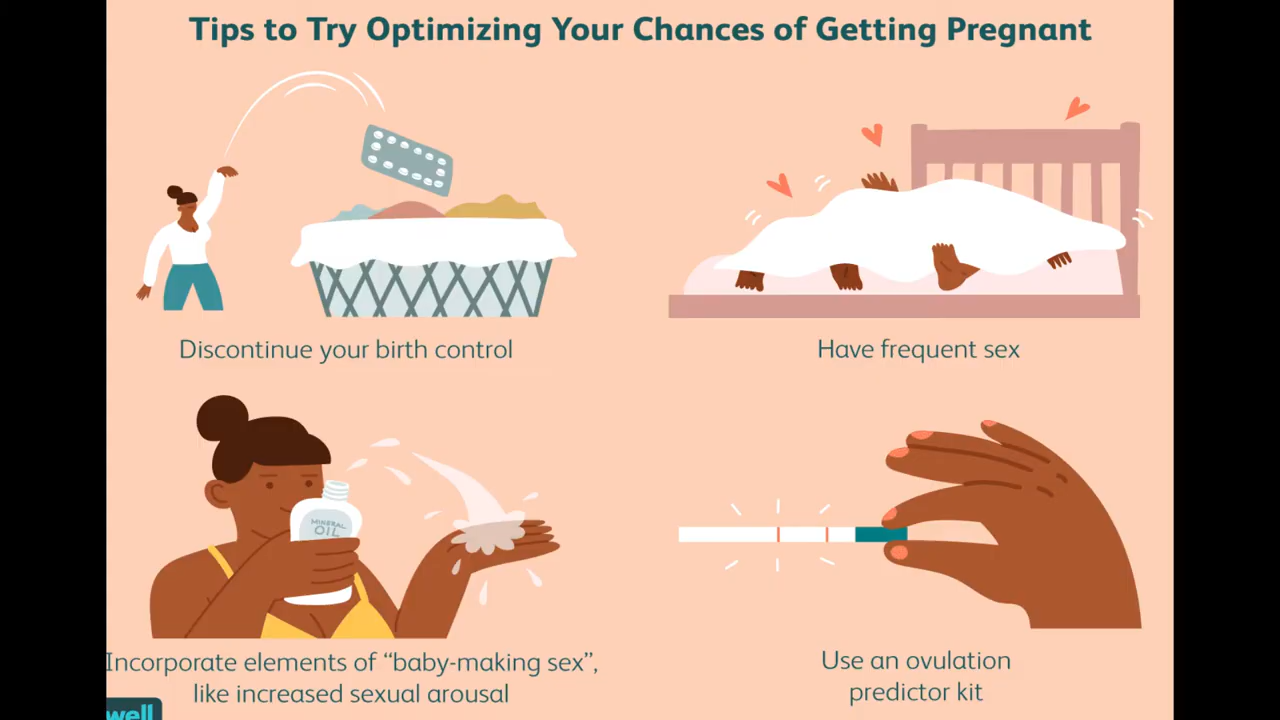 Tips to Try Optimizing Your Chances of Getting Pregnant
Discontinue your birth control
Have frequent sex
MINERAL
OIL
Incorporate elements of “baby-making sex”,
like increased sexual arousal
Use an ovulation
predictor kit
well